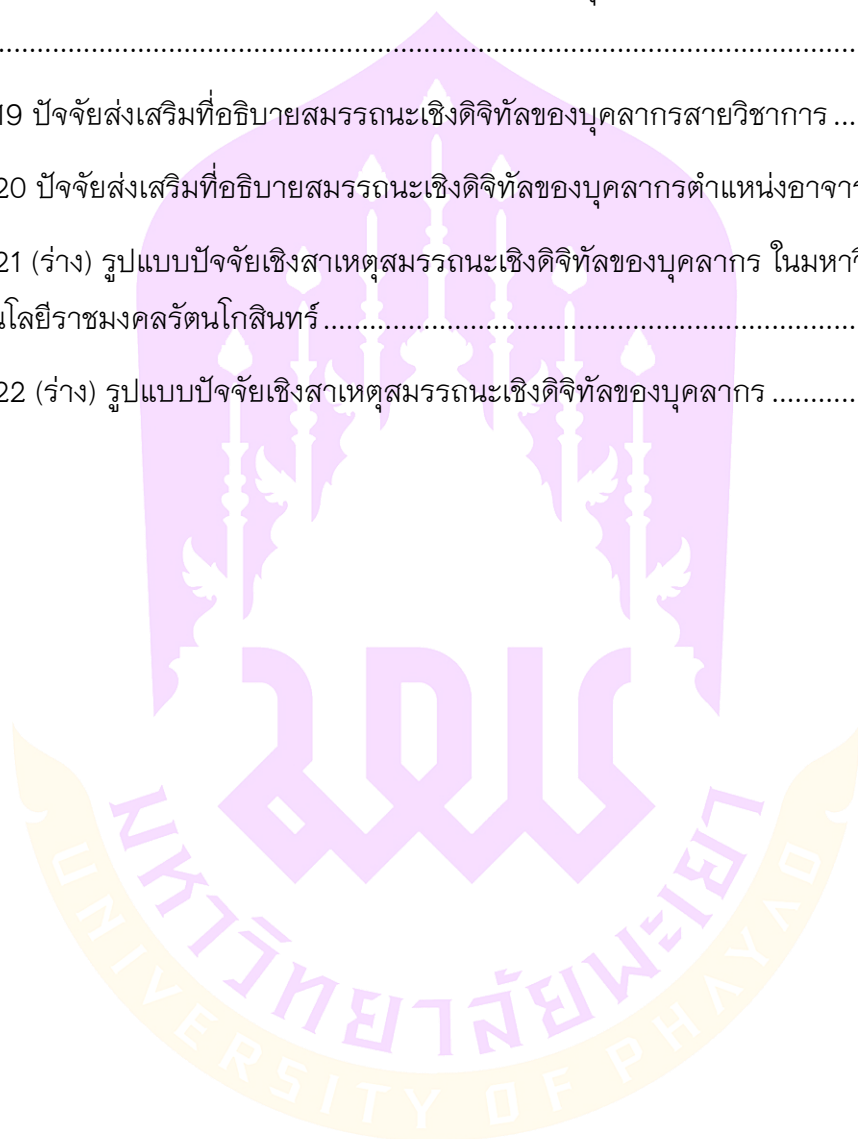 ........................................................................................................
19 ปัจจัยส่งเสริมที่อธิบายสมรรถนะเชิงดิจิทัลของบุคลากรสายวิชาการ ...
20 ปัจจัยส่งเสริมที่อธิบายสมรรถนะเชิงดิจิทัลของบุคลากรตำแหน่งอาจาร
21 (ร่าง) รูปแบบปัจจัยเชิงสาเหตุสมรรถนะเชิงดิจิทัลของบุคลากร ในมหาวิ
นโลยีราชมงคลรัตนโกสินทร์ ........................................................................
22 (ร่าง) รูปแบบปัจจัยเชิงสาเหตุสมรรถนะเชิงดิจิทัลของบุคลากร ...........
มหาวิทยาลัยพะเยา
UNIVERSITY OF PHAYAO